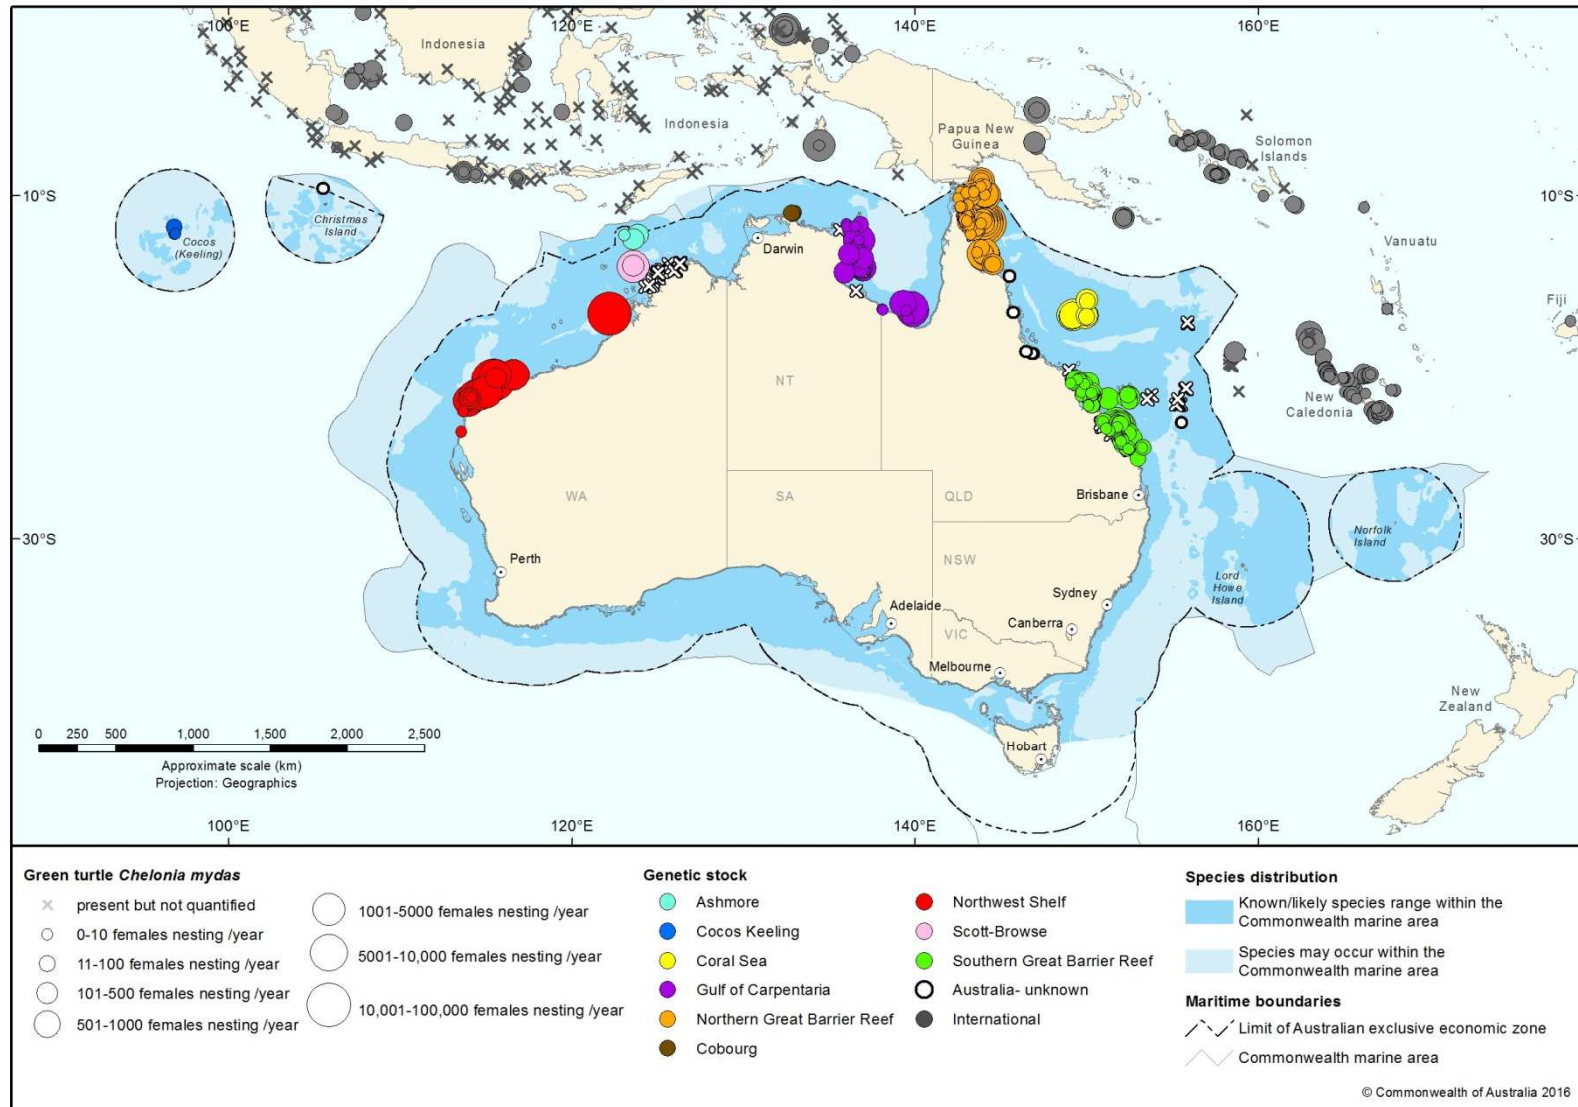 100°E
120°E
140°E
160°E
Indonesia
Indonesia
Papua New
Guinea
Solomon
Islands
10°S
10°S
Christmas
Island
Cocos
(Keeling)
Darwin
Vanuatu
Fiji
NT
New
Caledonia
WA
SA
QLD
Brisbane
30°S
30°S
Norfolk
Island
Perth
NSW
Lord
Howe
Island
Sydney
Adelaide
Canberra
VIC
Melbourne
New
Zealand
Hobart
0 250 500 1,000 1,500 2,000 2,500
Approximate scale (km)
Projection: Geographics
100°E
120°E
140°E
160°E
Green turtle Chelonia mydas
present but not quantified
0-10 females nesting /year
11-100 females nesting /year
101-500 females nesting /year
501-1000 females nesting /year
1001-5000 females nesting /year
5001-10,000 females nesting /year
10,001-100,000 females nesting /year
Genetic stock
Ashmore
Cocos Keeling
Coral Sea
Gulf of Carpentaria
Northern Great Barrier Reef
Cobourg
Northwest Shelf
Scott-Browse
Southern Great Barrier Reef
Australia- unknown
International
Species distribution
Known/likely species range within the
Commonwealth marine area
Species may occur within the
Commonwealth marine area
Maritime boundaries
Limit of Australian exclusive economic zone
Commonwealth marine area
© Commonwealth of Australia 2016